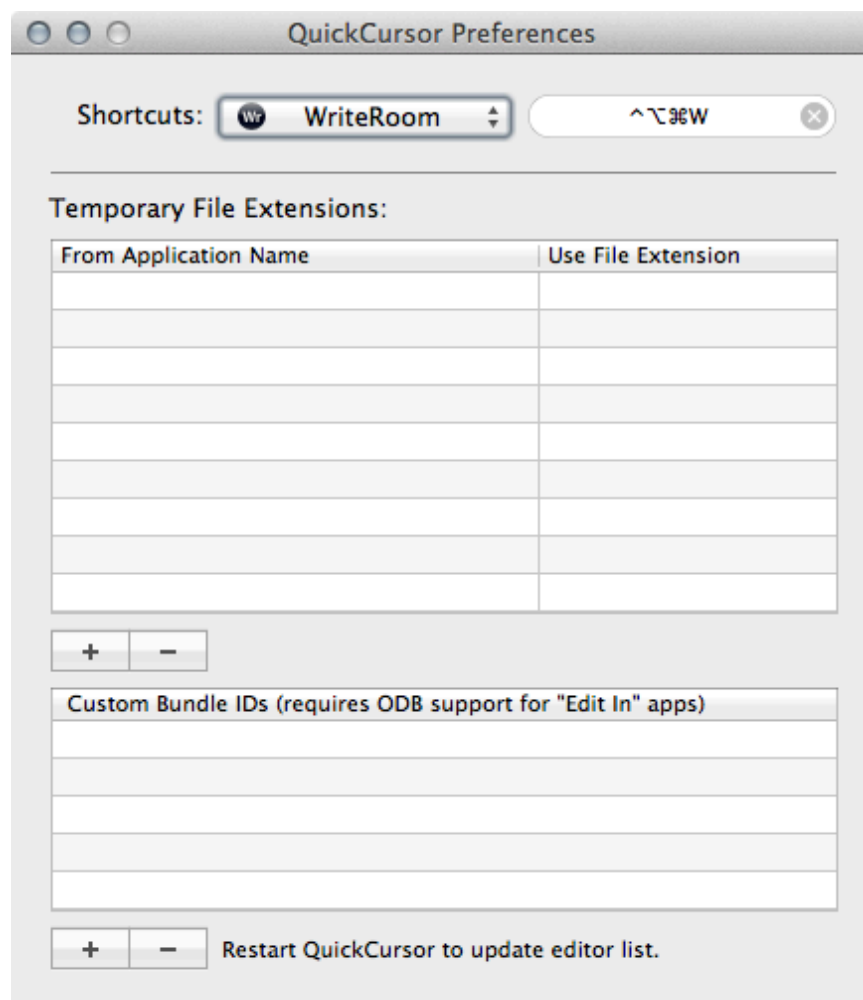 QuickCursor Preferences
Shortcuts: Wr WriteRoom ^⌥⌘W
Temporary File Extensions:
From Application Name Use File Extension
+ −
Custom Bundle IDs (requires ODB support for "Edit In" apps)
+ − Restart QuickCursor to update editor list.